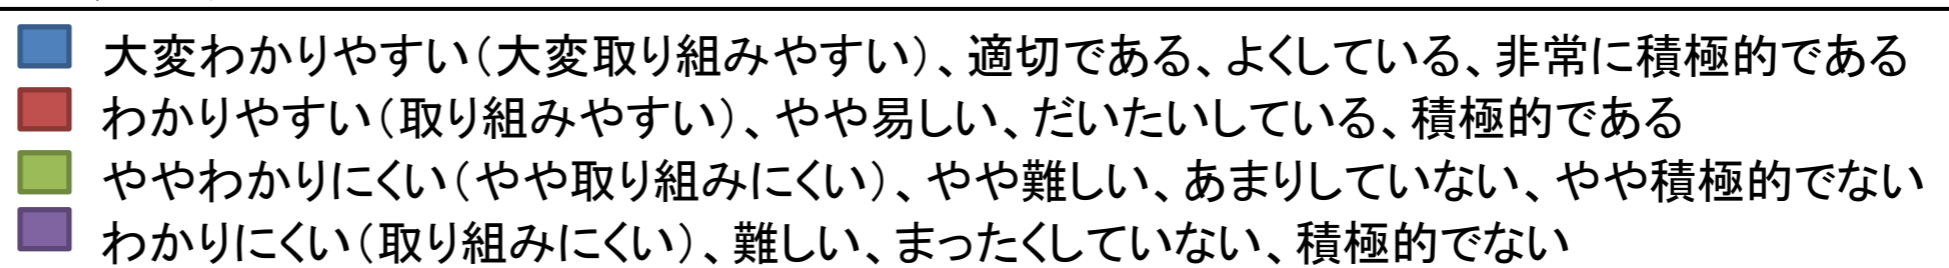 大変わかりやすい（大変取り組みやすい）、適切である、よくしている、非常に積極的である
わかりやすい（取り組みやすい）、やや易しい、だいたいしている、積極的である
ややわかりにくい（やや取り組みにくい）、やや難しい、あまりしていない、やや積極的でない
わかりにくい（取り組みにくい）、難しい、まったくしていない、積極的でない